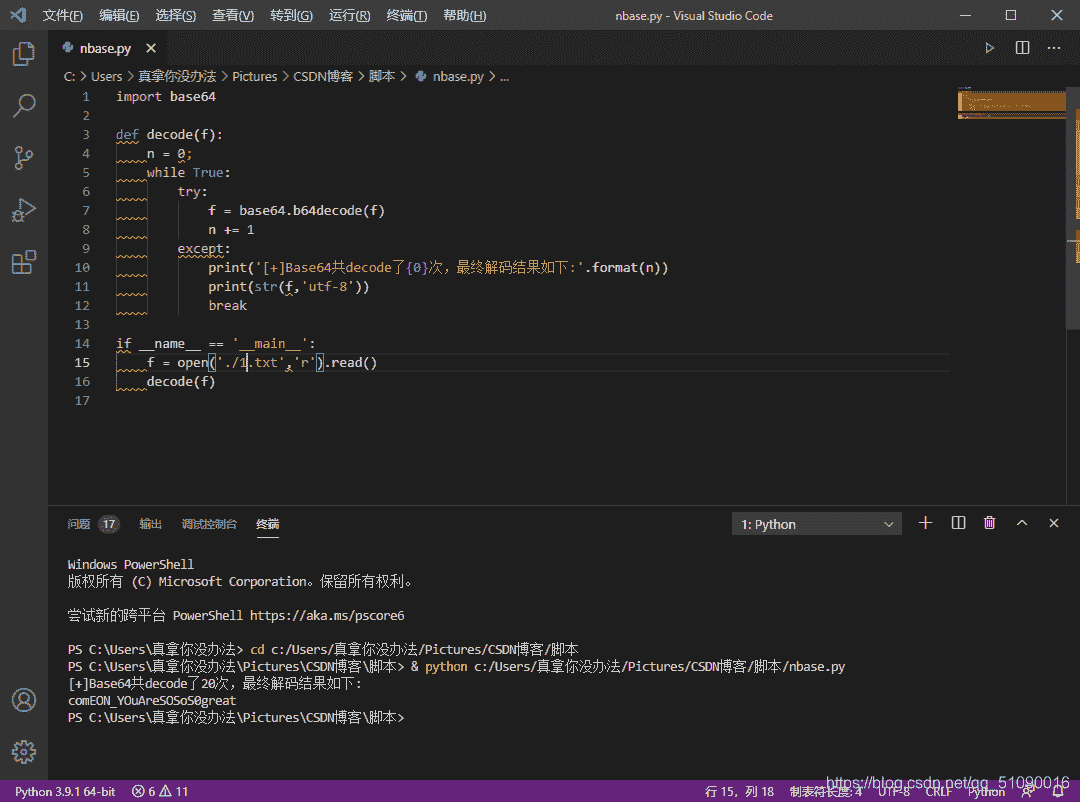 文件(F) 编辑(E) 选择(S) 查看(V) 转到(G) 运行(R) 终端(T) 帮助(H) nbase.py - Visual Studio Code
nbase.py
C: > Users > 真拿你没办法 > Pictures > CSDN博客 > 脚本 > nbase.py > ...
1 import base64
2
3 def decode(f):
4 n = 0;
5 while True:
6 try:
7 f = base64.b64decode(f)
8 n += 1
9 except:
10 print('[+]Base64共decode了{0}次，最终解码结果如下:'.format(n))
11 print(str(f,'utf-8'))
12 break
13
14 if __name__ == '__main__':
15 f = open('./1.txt','r').read()
16 decode(f)
17
问题 17 输出 调试控制台 终端 1: Python
Windows PowerShell
版权所有 (C) Microsoft Corporation。保留所有权利。
尝试新的跨平台 PowerShell https://aka.ms/pscore6
PS C:\Users\真拿你没办法> cd c:/Users/真拿你没办法/Pictures/CSDN博客/脚本
PS C:\Users\真拿你没办法\Pictures\CSDN博客\脚本> & python c:/Users/真拿你没办法/Pictures/CSDN博客/脚本/nbase.py
[+]Base64共decode了20次，最终解码结果如下:
comEON_YOuAreSOSoS0great
PS C:\Users\真拿你没办法\Pictures\CSDN博客\脚本>
https://blog.csdn.net/qq_51090016
Python 3.9.1 64-bit 6 11 行 15，列 18 制表符长度: 4 UTF-8 CRLF Python